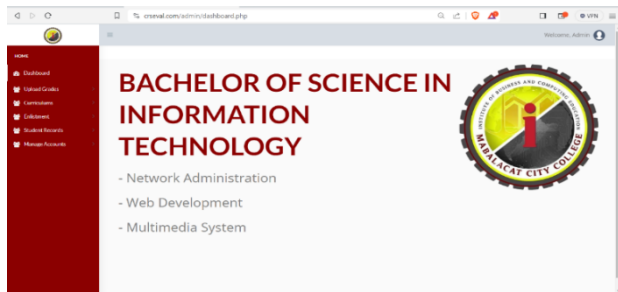 crseval.com/admin/dashboard.php
VPN
Welcome, Admin
HOME
Dashboard
Upload Grades
Curriculums
Enlistment
Student Records
Manage Accounts
BACHELOR OF SCIENCE IN
INFORMATION
TECHNOLOGY
- Network Administration
- Web Development
- Multimedia System
INSTITUTE OF BUSINESS AND COMPUTING EDUCATION
i
MABALACAT CITY COLLEGE